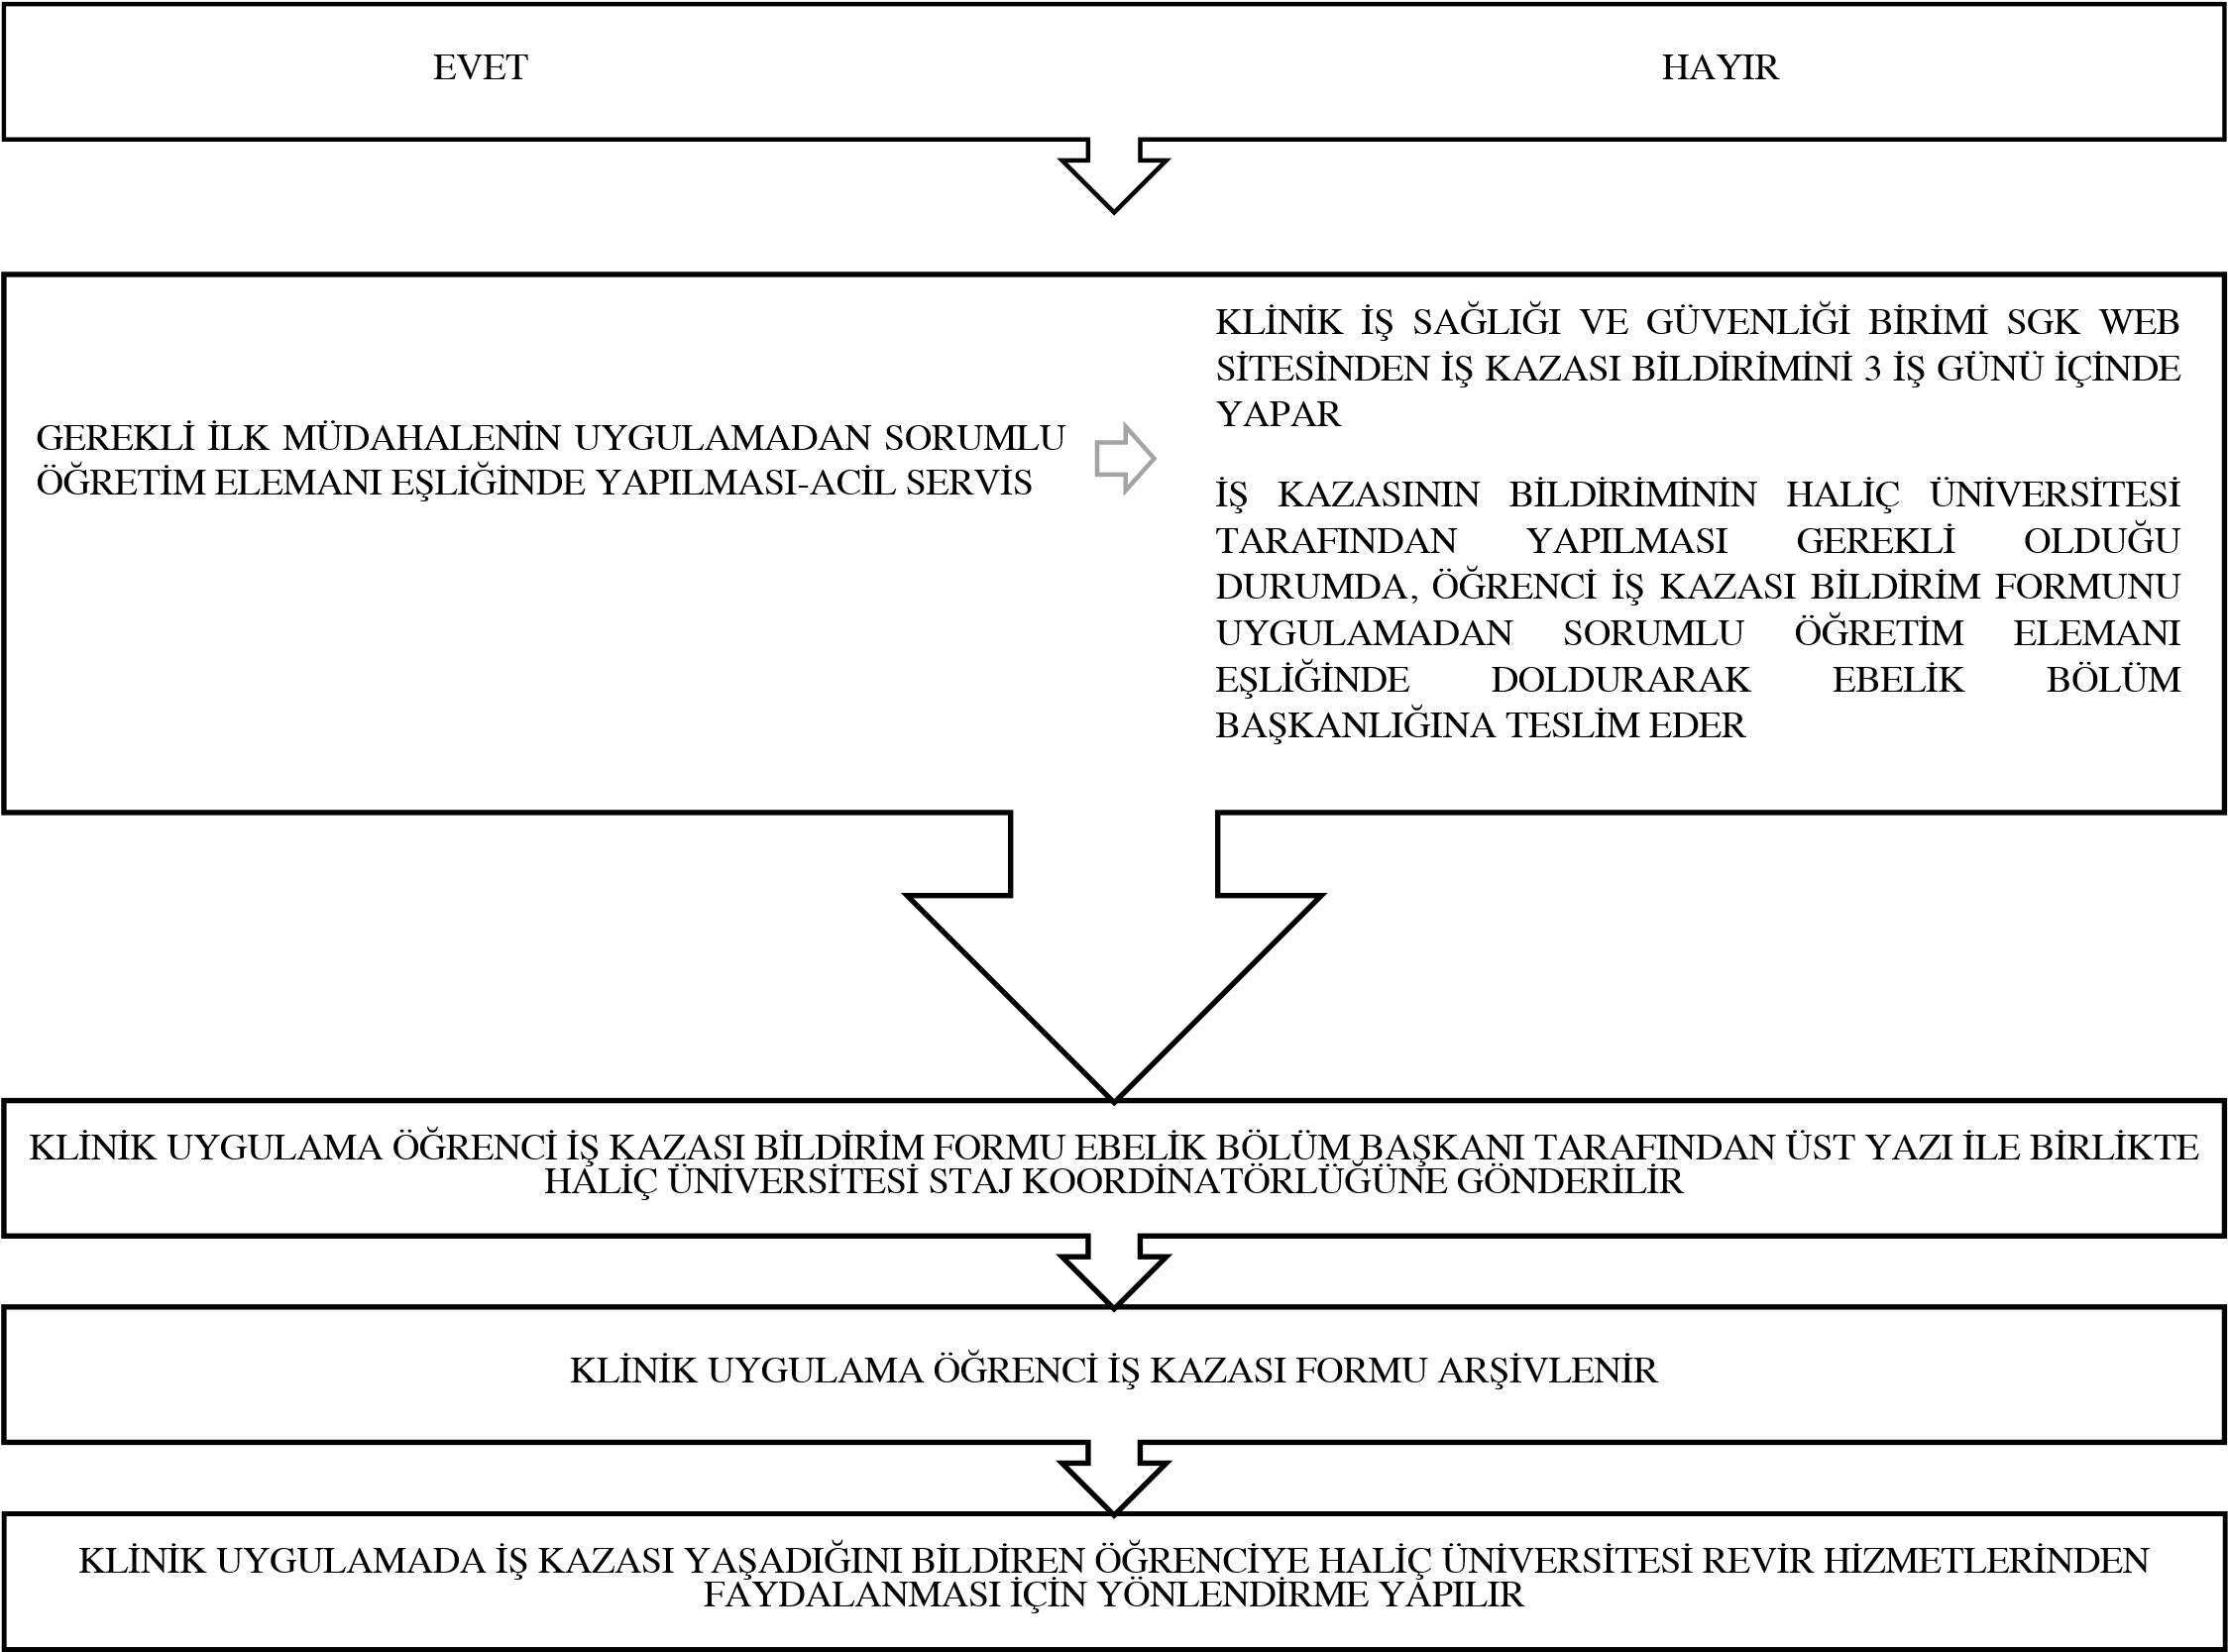 EVET
HAYIR
GEREKLİ İLK MÜDAHALENİN UYGULAMADAN SORUMLU
ÖĞRETİM ELEMANI EŞLİĞİNDE YAPILMASI-ACİL SERVİS
KLİNİK İŞ SAĞLIĞI VE GÜVENLİĞİ BİRİMİ SGK WEB
SİTESİNDEN İŞ KAZASI BİLDİRİMİNİ 3 İŞ GÜNÜ İÇİNDE
YAPAR
İŞ KAZASININ BİLDİRİMİNİN HALİÇ ÜNİVERSİTESİ
TARAFINDAN YAPILMASI GEREKLİ OLDUĞU
DURUMDA, ÖĞRENCİ İŞ KAZASI BİLDİRİM FORMUNU
UYGULAMADAN SORUMLU ÖĞRETİM ELEMANI
EŞLİĞİNDE DOLDURARAK EBELİK BÖLÜM
BAŞKANLIĞINA TESLİM EDER
KLİNİK UYGULAMA ÖĞRENCİ İŞ KAZASI BİLDİRİM FORMU EBELİK BÖLÜM BAŞKANI TARAFINDAN ÜST YAZI İLE BİRLİKTE
HALİÇ ÜNİVERSİTESİ STAJ KOORDİNATÖRLÜĞÜNE GÖNDERİLİR
KLİNİK UYGULAMA ÖĞRENCİ İŞ KAZASI FORMU ARŞİVLENİR
KLİNİK UYGULAMADA İŞ KAZASI YAŞADIĞINI BİLDİREN ÖĞRENCİYE HALİÇ ÜNİVERSİTESİ REVİR HİZMETLERİNDEN
FAYDALANMASI İÇİN YÖNLENDİRME YAPILIR